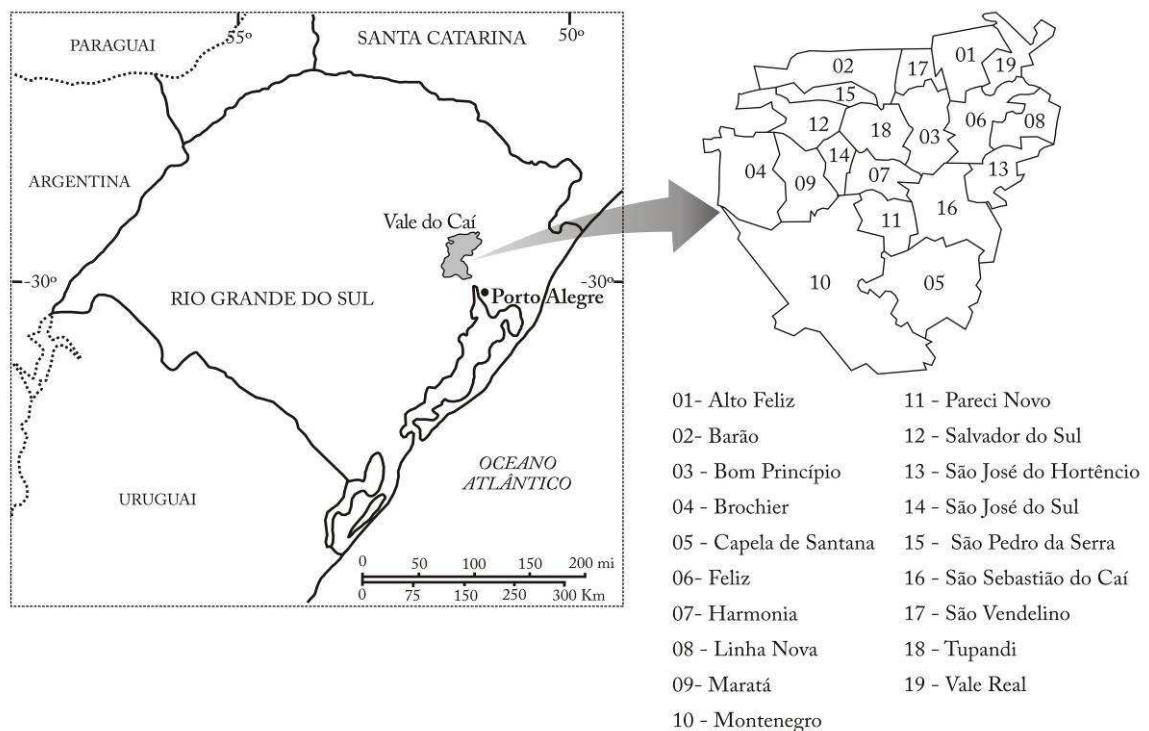 PARAGUAI
55
SANTA CATARINA
50
ARGENTINA
Vale do Caí
-30º
-30º
RIO GRANDE DO SUL
Porto Alegre
OCEANO
ATLÂNTICO
URUGUAI
0 50 100 150 200 mi
0 75 150 250 300 Km
01
02
17
19
15
06
08
12
18
03
14
13
04
09
07
16
11
10
05
01- Alto Feliz
02- Barão
03 - Bom Princípio
04 - Brochier
05 - Capela de Santana
06 - Feliz
07- Harmonia
08 - Linha Nova
09- Maratá
10 - Montenegro
11 - Pareci Novo
12 - Salvador do Sul
13 - São José do Hortêncio
14 - São José do Sul
15 - São Pedro da Serra
16 - São Sebastião do Caí
17 - São Vendelino
18 - Tupandi
19 - Vale Real